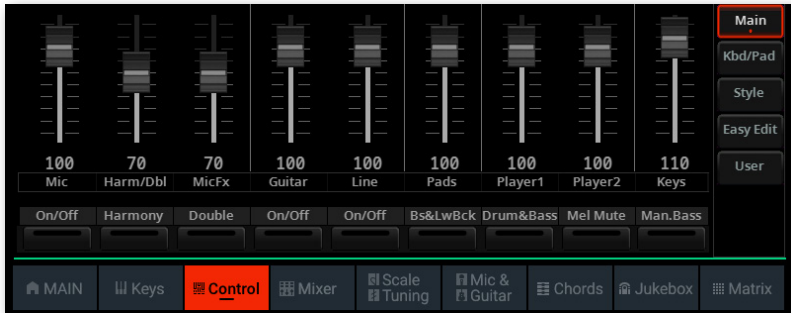 Main
Kbd/Pad
Style
Easy Edit
User
100 70 70 100 100 100 100 100 110
Mic Harm/Dbl MicFx Guitar Line Pads Player1 Player2 Keys
On/Off Harmony Double On/Off On/Off Bs&LwBck Drum&Bass Mel Mute Man.Bass
MAIN Keys Control Mixer Scale Tuning Mic & Guitar Chords Jukebox Matrix